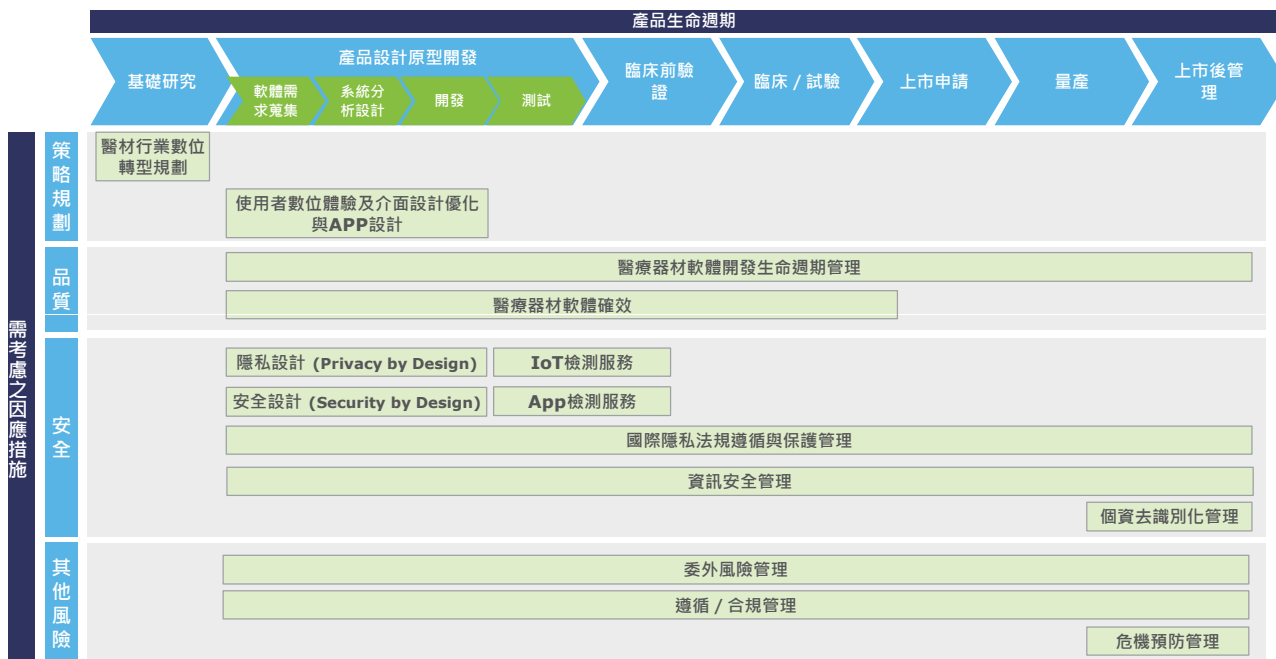 產品生命週期
基礎研究
產品設計原型開發
軟體需
求蒐集
系統分
析設計
開發
測試
臨床前驗
證
臨床 / 試驗
上市申請
量產
上市後管
理
需考慮之因應措施
策略規劃
醫材行業數位
轉型規劃
使用者數位體驗及介面設計優化
與APP設計
品質
醫療器材軟體開發生命週期管理
醫療器材軟體確效
安全
隱私設計 (Privacy by Design)
IoT檢測服務
安全設計 (Security by Design)
App檢測服務
國際隱私法規遵循與保護管理
資訊安全管理
個資去識別化管理
其他風險
委外風險管理
遵循 / 合規管理
危機預防管理